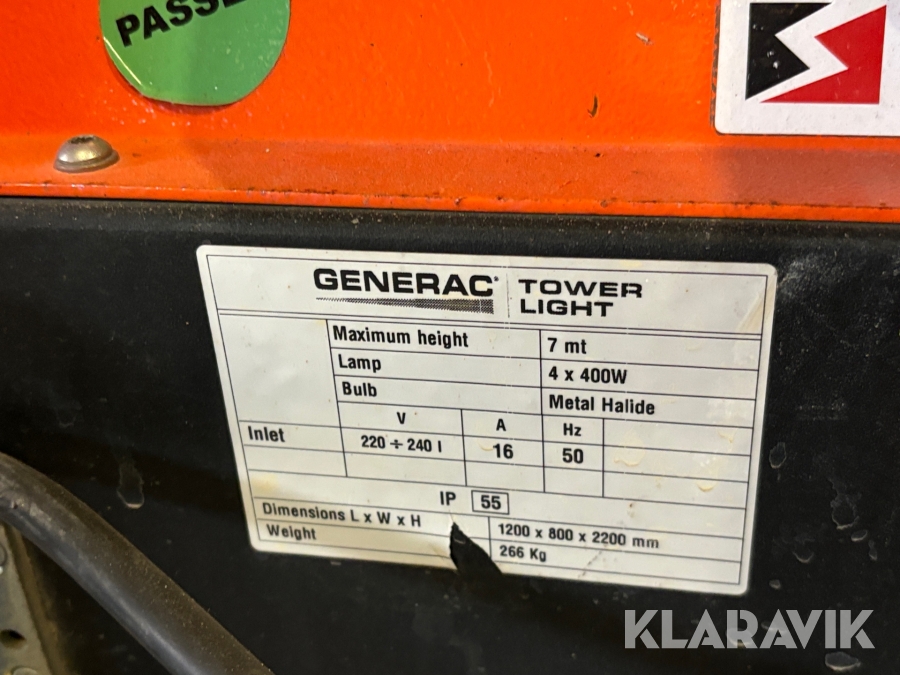 PASSE
GENERAC® TOWER LIGHT
Maximum height 7 mt
Lamp 4 x 400W
Bulb Metal Halide
V A Hz
Inlet 220 ÷ 240 I 16 50
IP 55
Dimensions L x W x H 1200 x 800 x 2200 mm
Weight 266 Kg
KLARAVIK